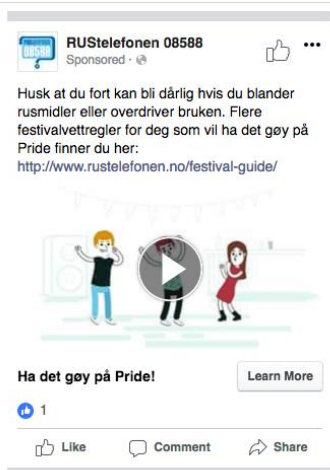 08588
RUStelefonen 08588
Sponsored ·
Husk at du fort kan bli dårlig hvis du blander
rusmidler eller overdriver bruken. Flere
festivalvettregler for deg som vil ha det gøy på
Pride finner du her:
http://www.rustelefonen.no/festival-guide/
Ha det gøy på Pride!
Learn More
1
Like Comment Share